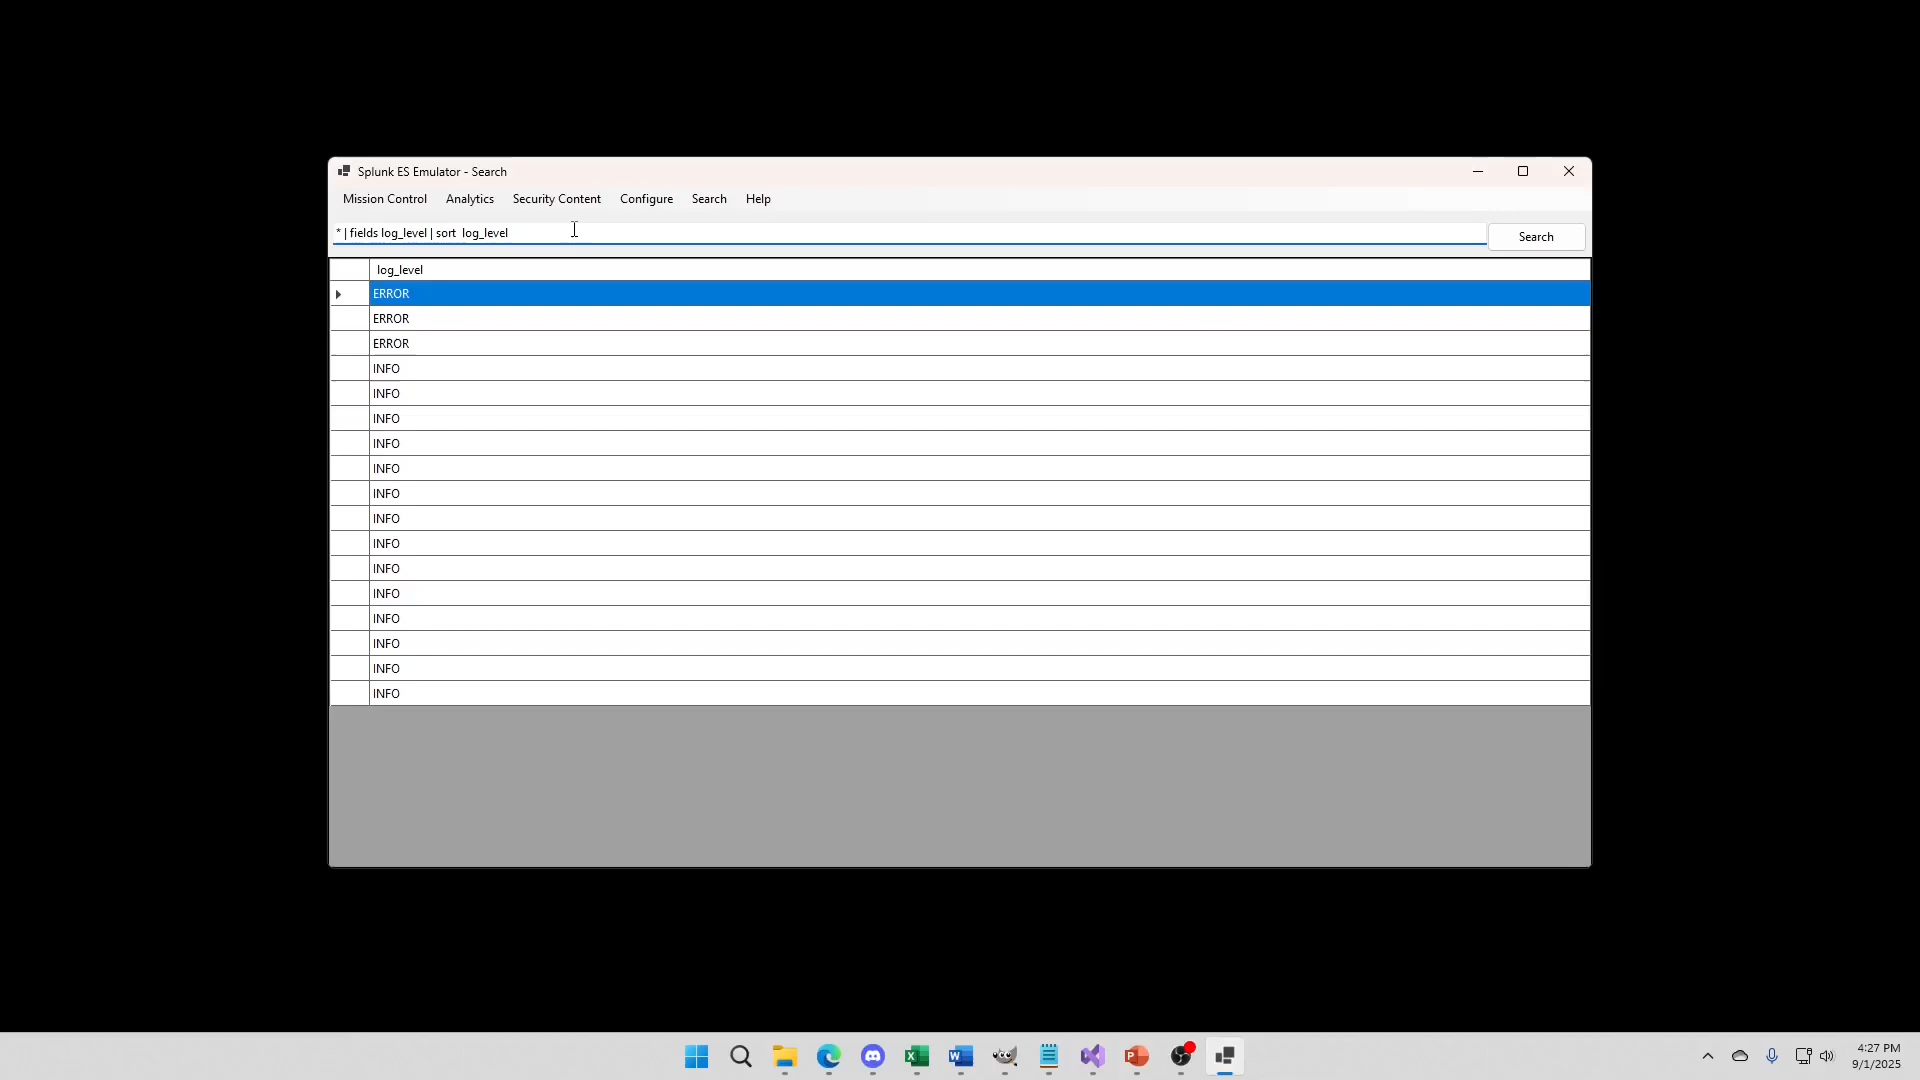 Splunk ES Emulator - Search
Mission Control Analytics Security Content Configure Search Help
* | fields log_level | sort  log_level
Search
log_level
ERROR
ERROR
ERROR
INFO
INFO
INFO
INFO
INFO
INFO
INFO
INFO
INFO
INFO
INFO
INFO
INFO
INFO
4:27 PM
9/1/2025